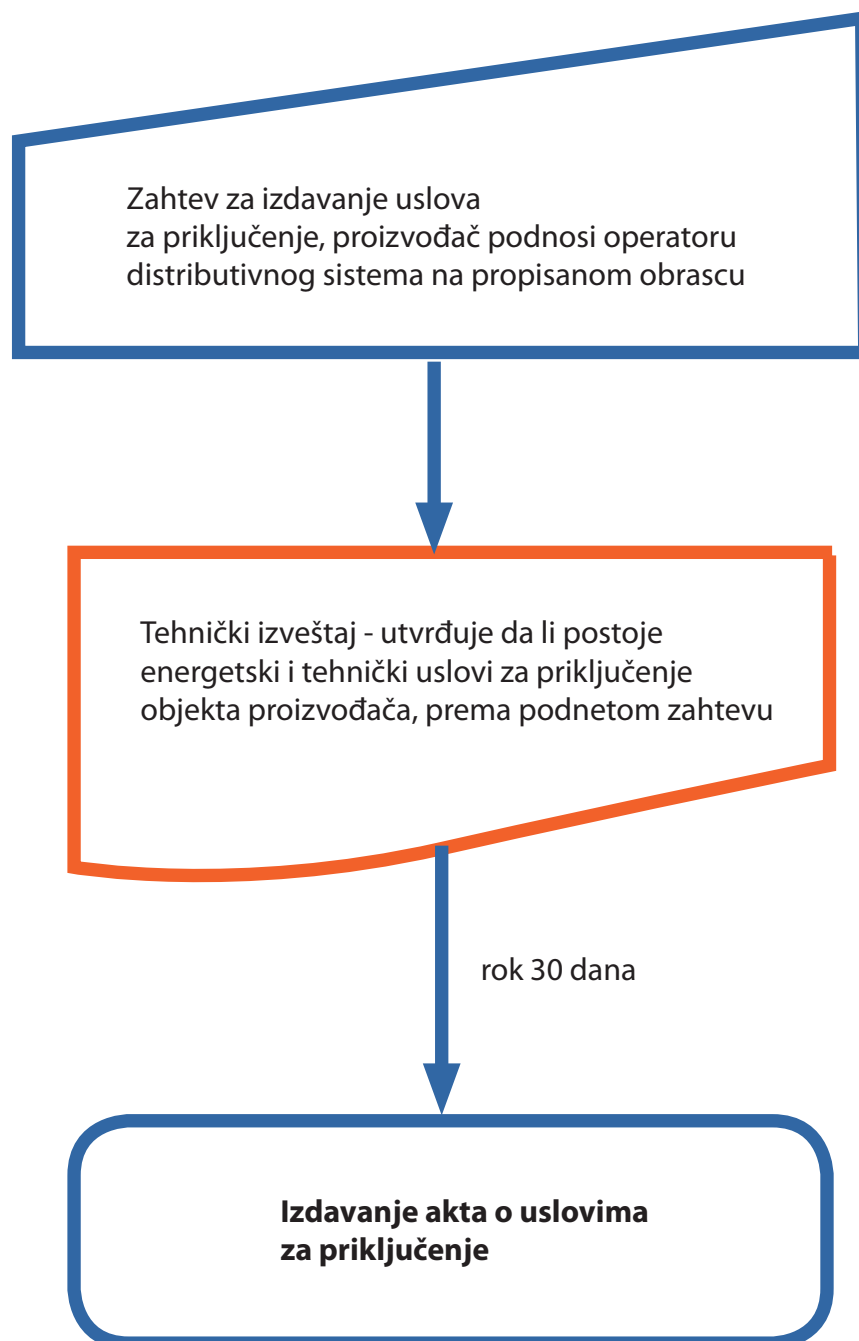 Zahtev za izdavanje uslova
za priključenje, proizvođač podnosi operatoru
distributivnog sistema na propisanom obrascu
Tehnički izveštaj - utvrđuje da li postoje
energetski i tehnički uslovi za priključenje
objekta proizvođača, prema podnetom zahtevu
rok 30 dana
Izdavanje akta o uslovima
za priključenje